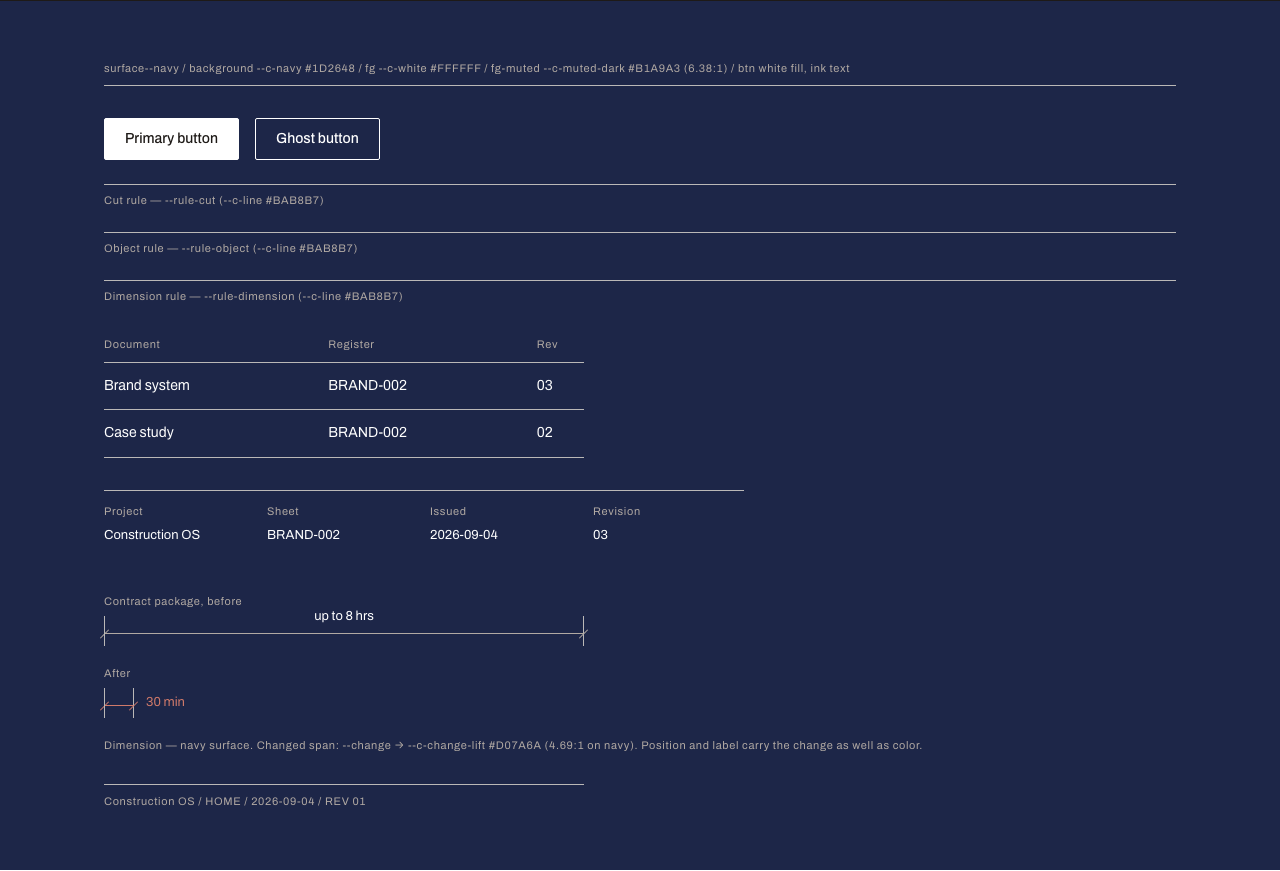 surface--navy / background --c-navy #1D2648 / fg --c-white #FFFFFF / fg-muted --c-muted-dark #B1A9A3 (6.38:1) / btn white fill, ink text
Primary button Ghost button
Cut rule — --rule-cut (--c-line #BAB8B7)
Object rule — --rule-object (--c-line #BAB8B7)
Dimension rule — --rule-dimension (--c-line #BAB8B7)
Document Register Rev
Brand system BRAND-002 03
Case study BRAND-002 02
Project Sheet Issued Revision
Construction OS BRAND-002 2026-09-04 03
Contract package, before
up to 8 hrs
After
30 min
Dimension — navy surface. Changed span: --change → --c-change-lift #D07A6A (4.69:1 on navy). Position and label carry the change as well as color.
Construction OS / HOME / 2026-09-04 / REV 01